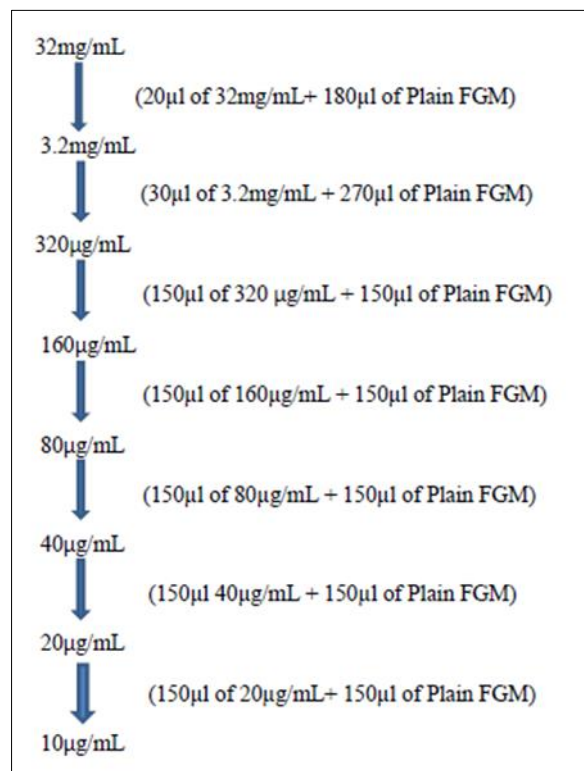 32mg/mL
(20µl of 32mg/mL+ 180µl of Plain FGM)
3.2mg/mL
(30µl of 3.2mg/mL + 270µl of Plain FGM)
320µg/mL
(150µl of 320 µg/mL + 150µl of Plain FGM)
160µg/mL
(150µl of 160µg/mL + 150µl of Plain FGM)
80µg/mL
(150µl of 80µg/mL + 150µl of Plain FGM)
40µg/mL
(150µl 40µg/mL + 150µl of Plain FGM)
20µg/mL
(150µl of 20µg/mL+ 150µl of Plain FGM)
10µg/mL